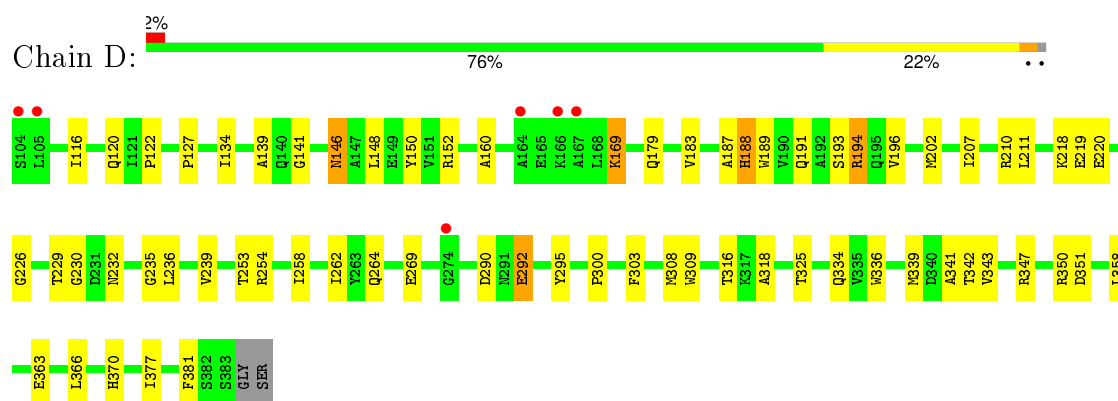 2%
Chain D:
76% 22% • •
S104 L105 I116 Q120 I121 P122 P127 I134 A139 Q140 G141 N146 A147 L148 E149 Y150 V151 R152 A160 A164 E165 K166 A167 L168 K169 Q179 V183 A187 H188 W189 V190 Q191 A192 S193 R194 Q195 V196 M202 I207 R210 L211 K218 E219 E220
G226 T229 G230 D231 N232 G235 L236 V239 T253 R254 I258 I262 Y263 Q264 E269 G274 D290 N291 E292 Y295 P300 F303 M308 W309 T316 K317 A318 T325 Q334 V335 W336 M339 D340 A341 T342 V343 R347 R350 D351 L358
E363 L366 H370 I377 F381 S382 S383 GLY SER